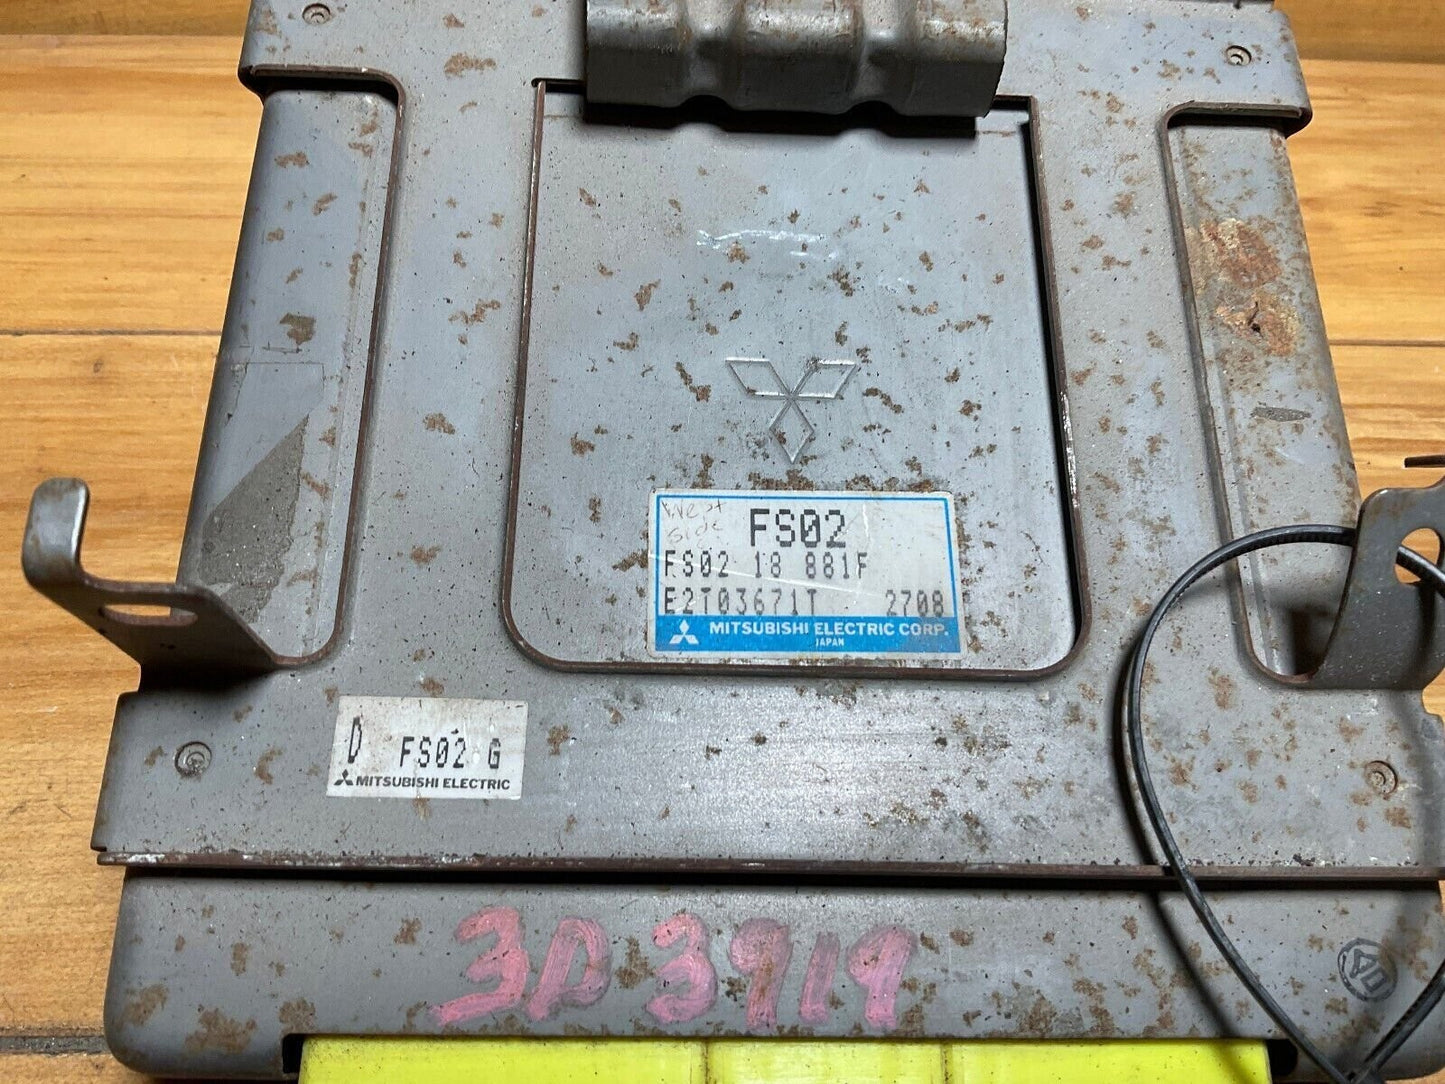 West
Side
FS02
FS02 18 881F
E2T03671T 2708
MITSUBISHI ELECTRIC CORP.
JAPAN
D FS02 G
MITSUBISHI ELECTRIC
3D3919